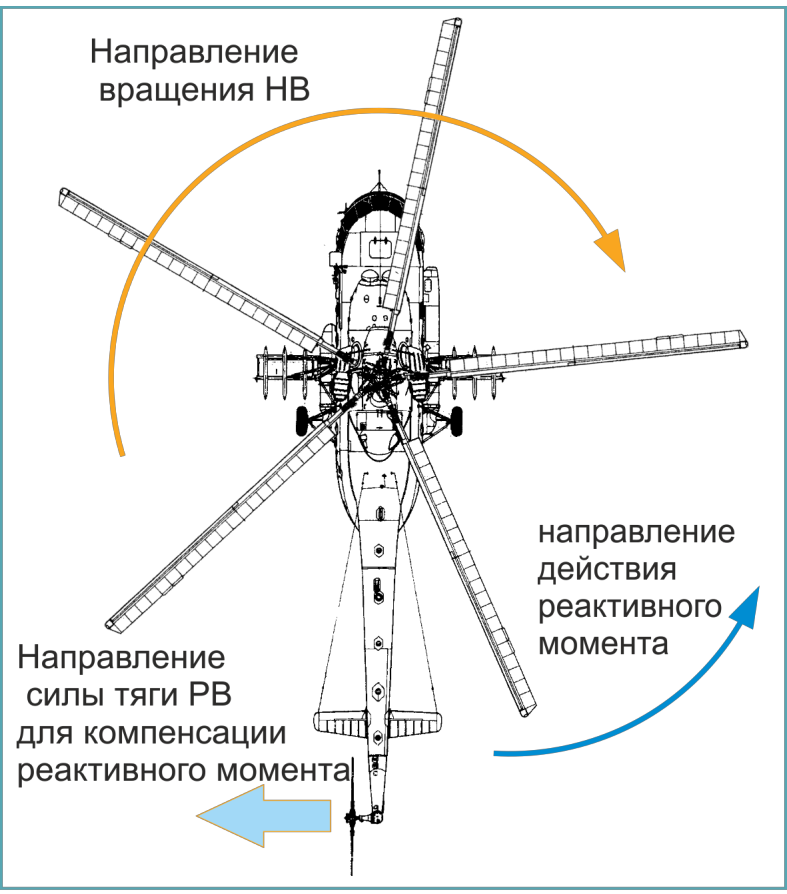 Направление
вращения НВ
направление
действия
реактивного
момента
Направление
силы тяги РВ
для компенсации
реактивного момента